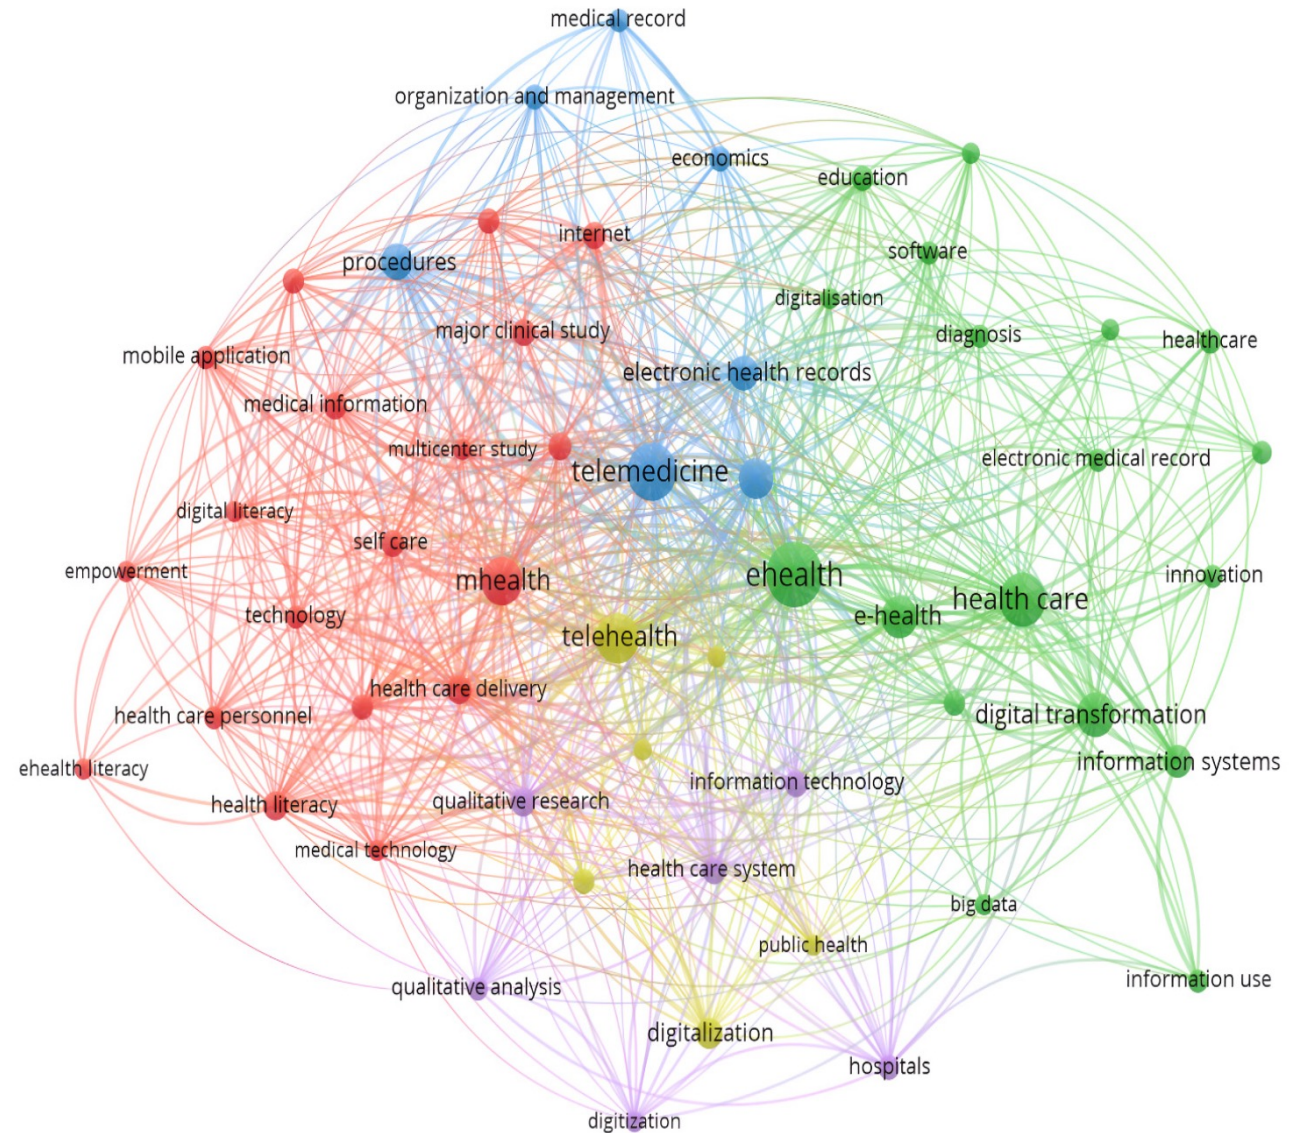 medical record
organization and management
economics
education
internet
software
procedures
digitalisation
major clinical study
diagnosis
healthcare
mobile application
electronic health records
medical information
multicenter study
electronic medical record
telemedicine
digital literacy
self care
empowerment
mhealth
ehealth
innovation
health care
technology
e-health
telehealth
health care delivery
health care personnel
digital transformation
information systems
ehealth literacy
information technology
qualitative research
health literacy
medical technology
health care system
big data
public health
information use
qualitative analysis
digitalization
hospitals
digitization